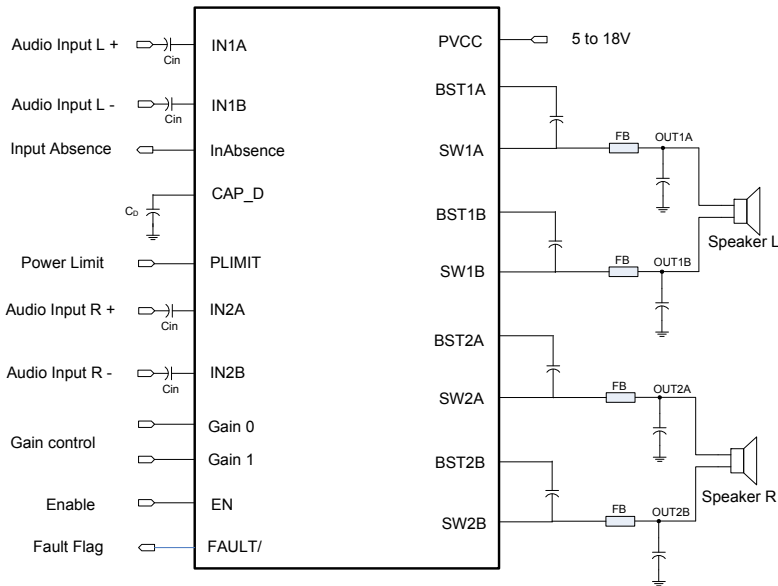 Audio Input L +
Cin
IN1A
Audio Input L -
Cin
IN1B
Input Absence
InAbsence
CD
CAP_D
Power Limit
PLIMIT
Audio Input R +
Cin
IN2A
Audio Input R -
Cin
IN2B
Gain control
Gain 0
Gain 1
Enable
EN
Fault Flag
FAULT/
PVCC
5 to 18V
BST1A
SW1A
FB
OUT1A
BST1B
SW1B
FB
OUT1B
Speaker L
BST2A
SW2A
FB
OUT2A
BST2B
SW2B
FB
OUT2B
Speaker R